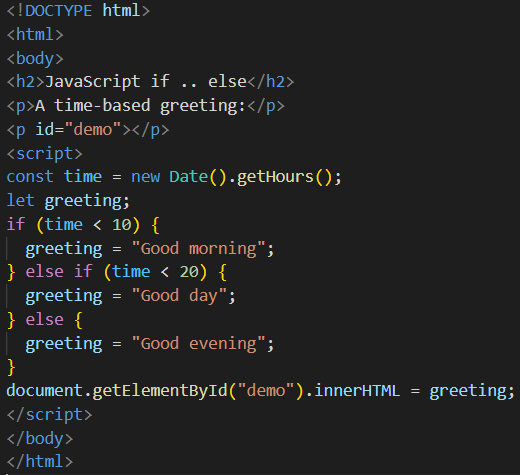 <!DOCTYPE html>
<html>
<body>
<h2>JavaScript if .. else</h2>
<p>A time-based greeting:</p>
<p id="demo"></p>
<script>
const time = new Date().getHours();
let greeting;
if (time < 10) {
  greeting = "Good morning";
} else if (time < 20) {
  greeting = "Good day";
} else {
  greeting = "Good evening";
}
document.getElementById("demo").innerHTML = greeting;
</script>
</body>
</html>